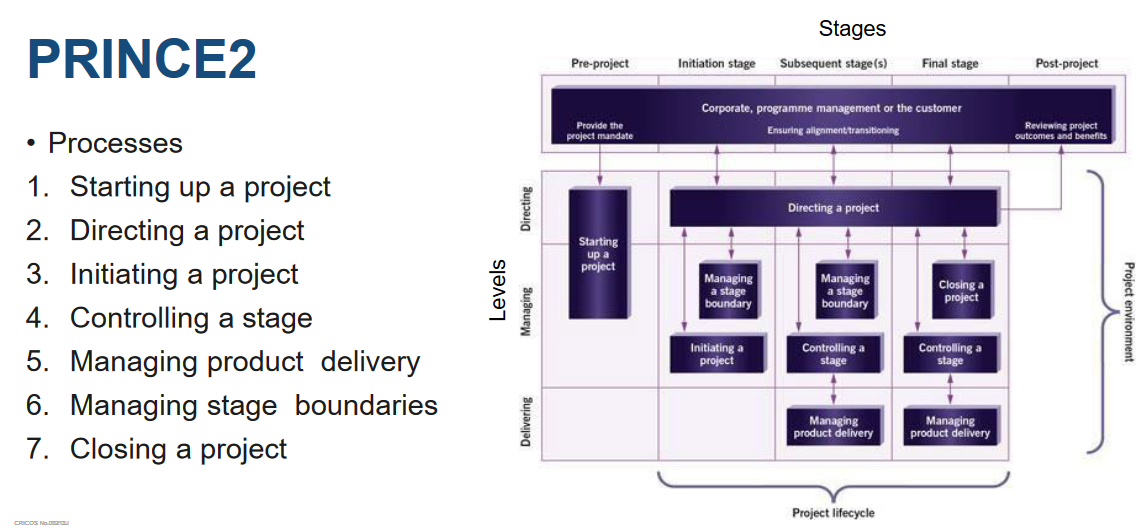 PRINCE2
• Processes
1. Starting up a project
2. Directing a project
3. Initiating a project
4. Controlling a stage
5. Managing product delivery
6. Managing stage boundaries
7. Closing a project
Stages
Pre-project
Initiation stage
Subsequent stage(s)
Final stage
Post-project
Corporate, programme management or the customer
Provide the
project mandate
Ensuring alignment/transitioning
Reviewing project
outcomes and benefits
Levels
Directing
Managing
Delivering
Starting
up a
project
Directing a project
Managing
a stage
boundary
Managing
a stage
boundary
Closing a
project
Initiating a
project
Controlling a
stage
Controlling a
stage
Managing
product delivery
Managing
product delivery
Project environment
Project lifecycle